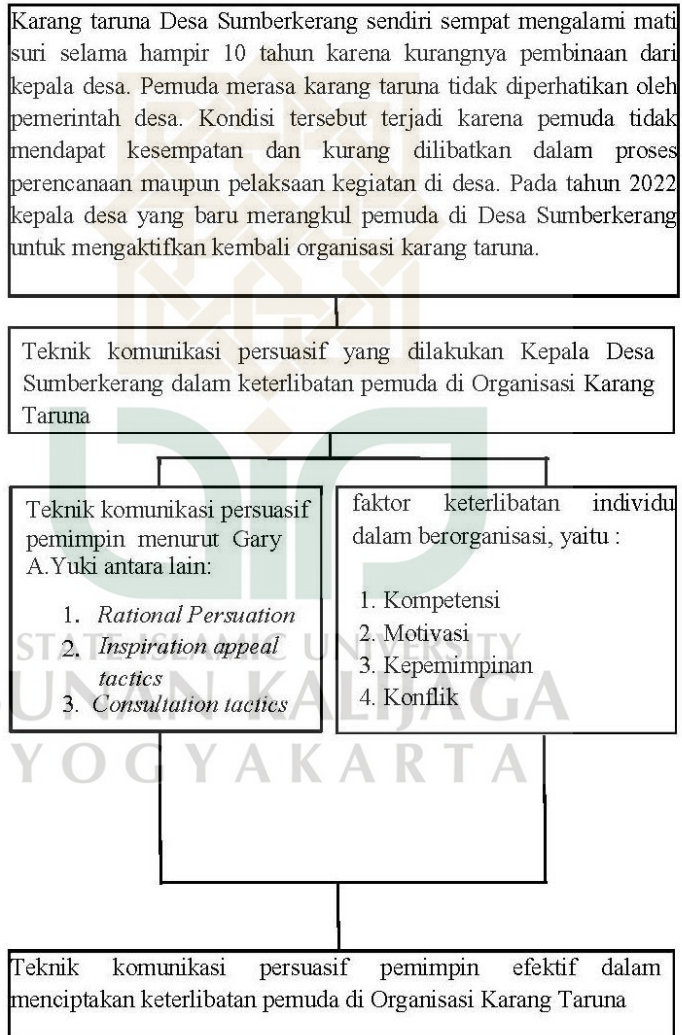 Karang taruna Desa Sumberkerang sendiri sempat mengalami mati
suri selama hampir 10 tahun karena kurangnya pembinaan dari
kepala desa. Pemuda merasa karang taruna tidak diperhatikan oleh
pemerintah desa. Kondisi tersebut terjadi karena pemuda tidak
mendapat kesempatan dan kurang dilibatkan dalam proses
perencanaan maupun pelaksaan kegiatan di desa. Pada tahun 2022
kepala desa yang baru merangkul pemuda di Desa Sumberkerang
untuk mengaktifkan kembali organisasi karang taruna.
Teknik komunikasi persuasif yang dilakukan Kepala Desa
Sumberkerang dalam keterlibatan pemuda di Organisasi Karang
Taruna
Teknik komunikasi persuasif
pemimpin menurut Gary
A.Yuki antara lain:
1. Rational Persuation
2. Inspiration appeal
tactics
3. Consultation tactics
faktor keterlibatan individu
dalam berorganisasi, yaitu :
1. Kompetensi
2. Motivasi
3. Kepemimpinan
4. Konflik
STATE ISLAMIC UNIVERSITY
UNAN KALIJAGA
YOGYAKARTA
Teknik komunikasi persuasif pemimpin efektif dalam
menciptakan keterlibatan pemuda di Organisasi Karang Taruna